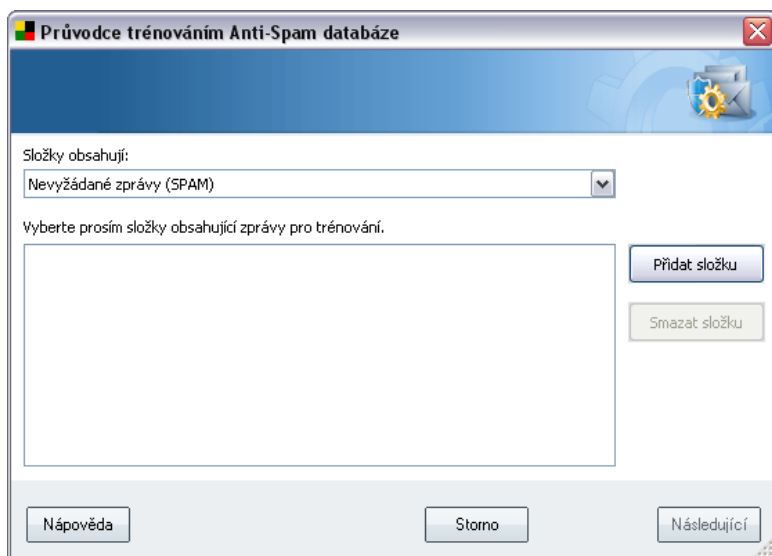 Průvodce trénováním Anti-Spam databáze
Složky obsahují:
Nevyžádané zprávy (SPAM)
Vyberte prosím složky obsahující zprávy pro trénování.
Přidat složku
Smazat složku
Nápověda
Storno
Následující